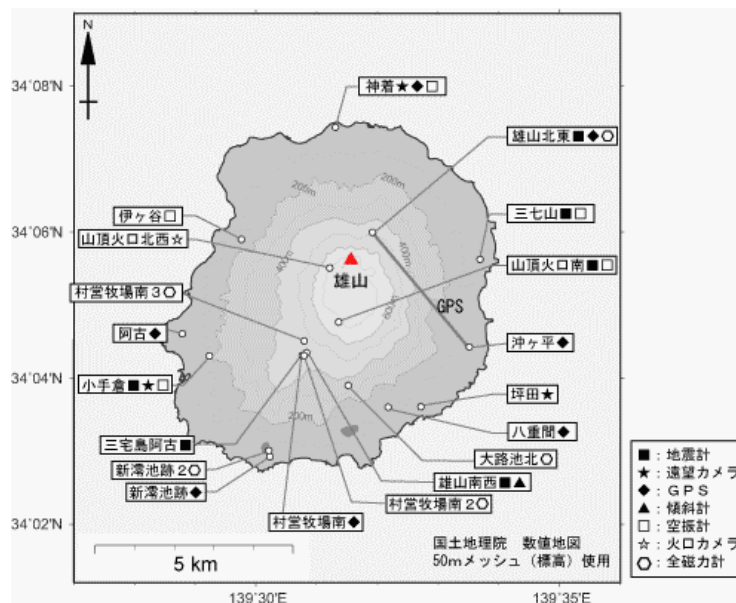 N
34°08'N
神着★◆□
雄山北東■◆⬡
200m
200m
伊ヶ谷□
三七山■□
34°06'N
山頂火口北西☆
400m
400m
山頂火口南■□
雄山
600m
村営牧場南3⬡
GPS
阿古◆
沖ヶ平◆
34°04'N
小手倉■★□
坪田★
200m
三宅島阿古■
八重間◆
大路池北⬡
新澪池跡2⬡
雄山南西■▲
新澪池跡◆
村営牧場南2⬡
村営牧場南◆
34°02'N
5 km
国土地理院 数値地図
50mメッシュ(標高)使用
■:地震計
★:遠望カメラ
◆:GPS
▲:傾斜計
□:空振計
☆:火口カメラ
⬡:全磁力計
139°30'E
139°35'E